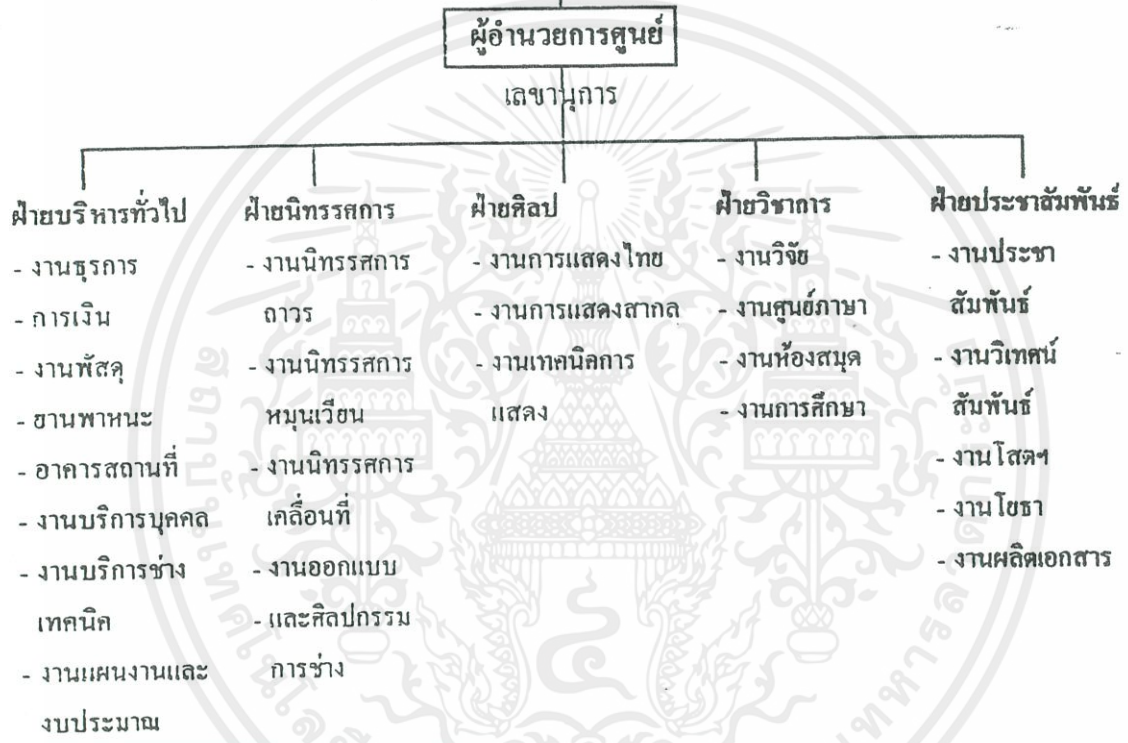 ผู้อำนวยการศูนย์
เลขานุการ
ฝ่ายบริหารทั่วไป
- งานธุรการ
- การเงิน
- งานพัสดุ
- ยานพาหนะ
- อาคารสถานที่
- งานบริการบุคคล
- งานบริการช่าง
เทคนิค
- งานแผนงานและ
งบประมาณ
ฝ่ายนิทรรศการ
- งานนิทรรศการ
ถาวร
- งานนิทรรศการ
หมุนเวียน
- งานนิทรรศการ
เคลื่อนที่
- งานออกแบบ
- และศิลปกรรม
การช่าง
ฝ่ายศิลป
- งานการแสดงไทย
- งานการแสดงสากล
- งานเทคนิคการ
แสดง
ฝ่ายวิชาการ
- งานวิจัย
- งานศูนย์ภาษา
- งานห้องสมุด
- งานการศึกษา
ฝ่ายประชาสัมพันธ์
- งานประชา
สัมพันธ์
- งานวิเทศน์
สัมพันธ์
- งานโสตฯ
- งานโยธา
- งานผลิตเอกสาร